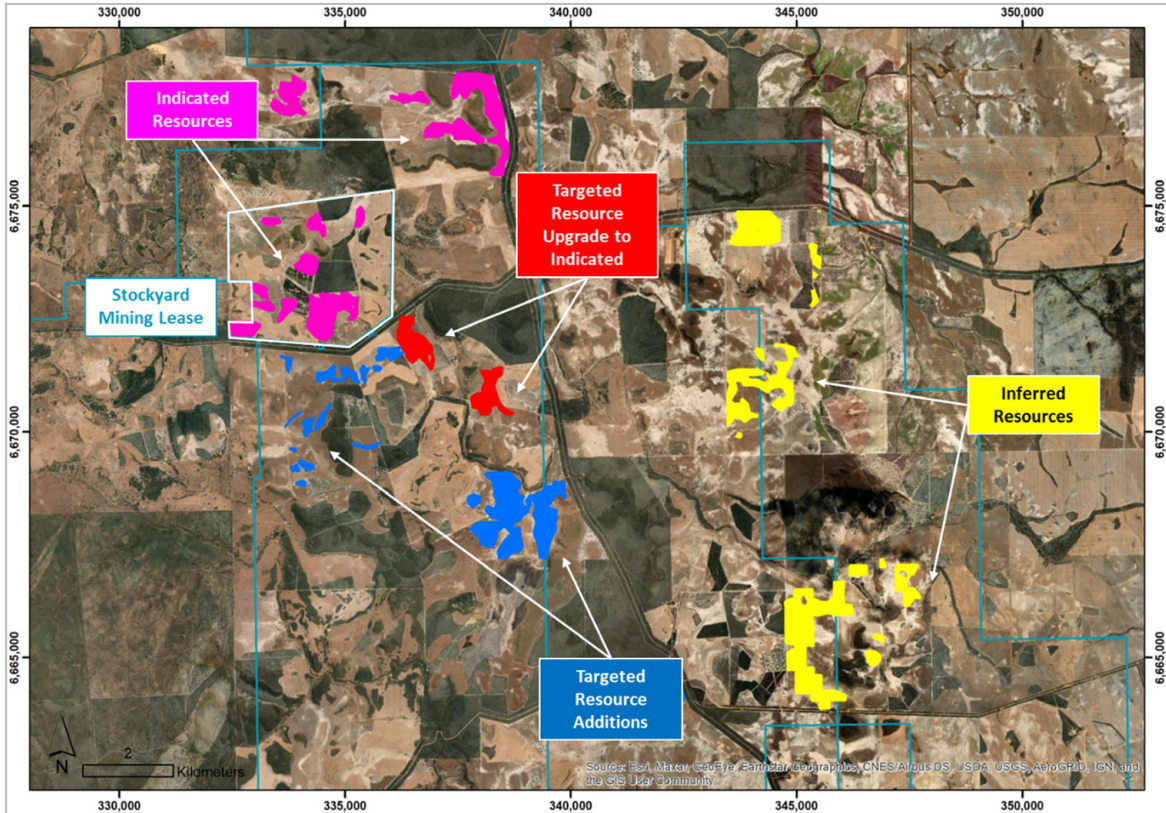 330,000
335,000
340,000
345,000
350,000
Indicated
Resources
Targeted
Resource
Upgrade to
Indicated
6,675,000
6,675,000
Stockyard
Mining Lease
Inferred
Resources
6,670,000
6,670,000
6,665,000
6,665,000
Targeted
Resource
Additions
N
2
Kilometers
Source: Esri, Maxar, GeoEye, Earthstar Geographics, CNES/Airbus DS, USDA, USGS, AeroGRID, IGN, and
the GIS User Community
330,000
335,000
340,000
345,000
350,000